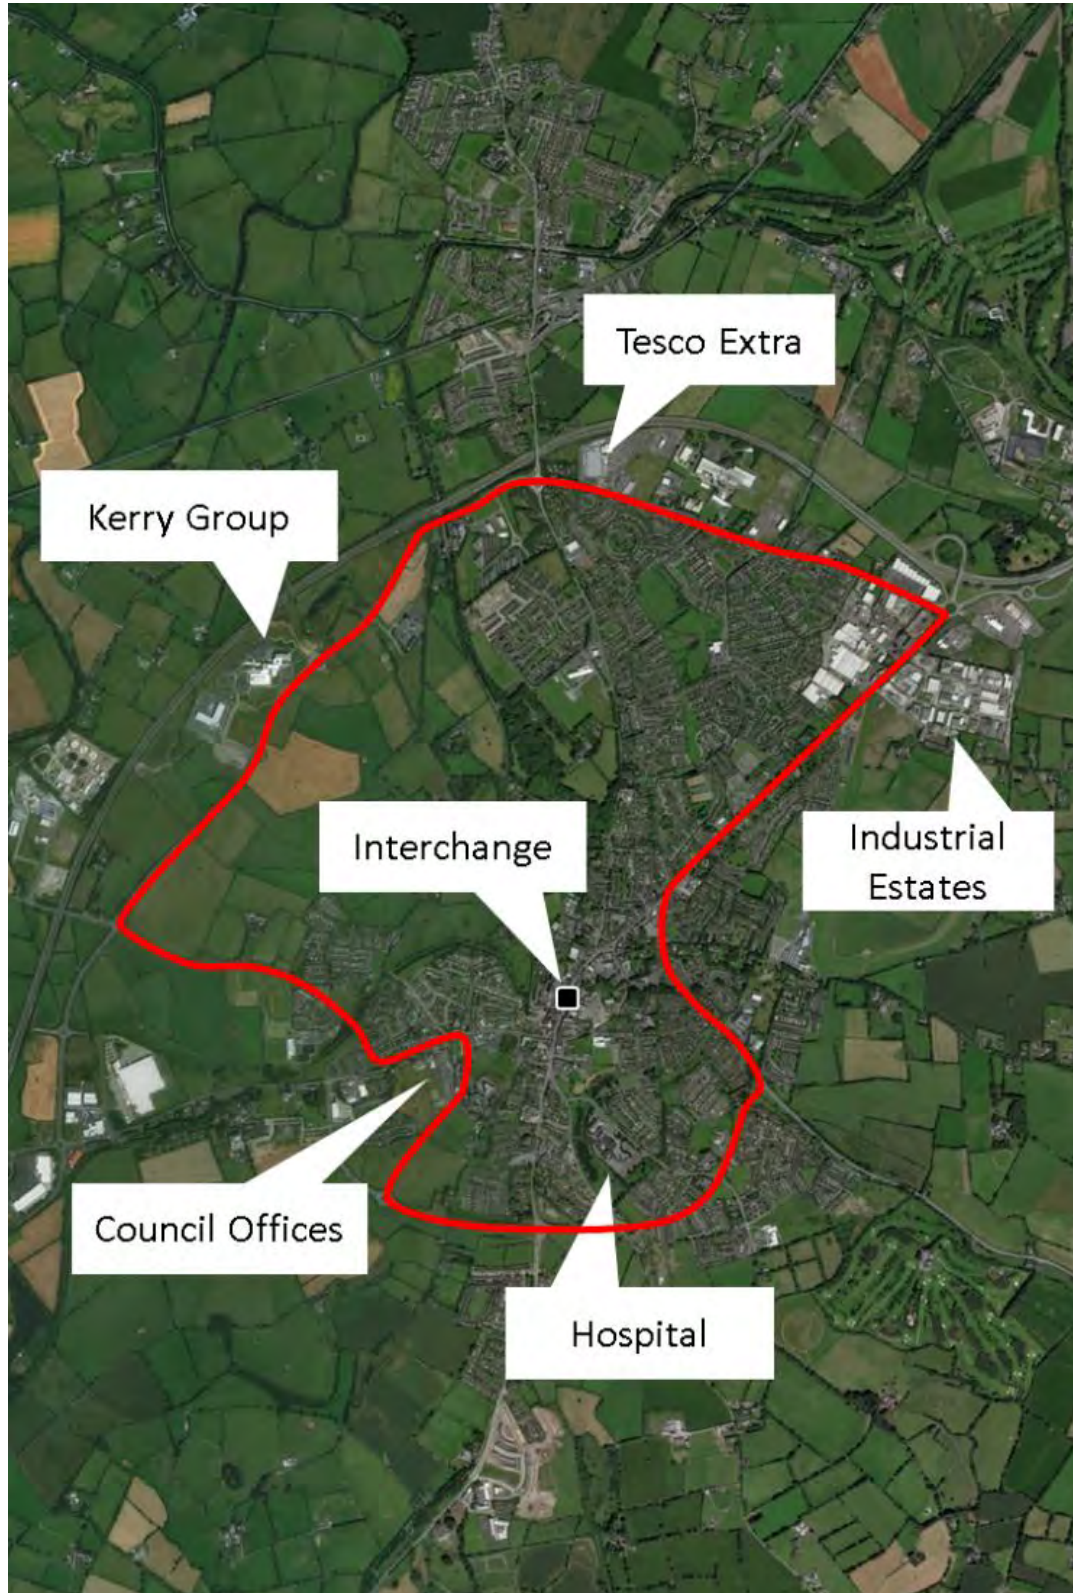 Tesco Extra
Kerry Group
Interchange
Industrial
Estates
Council Offices
Hospital